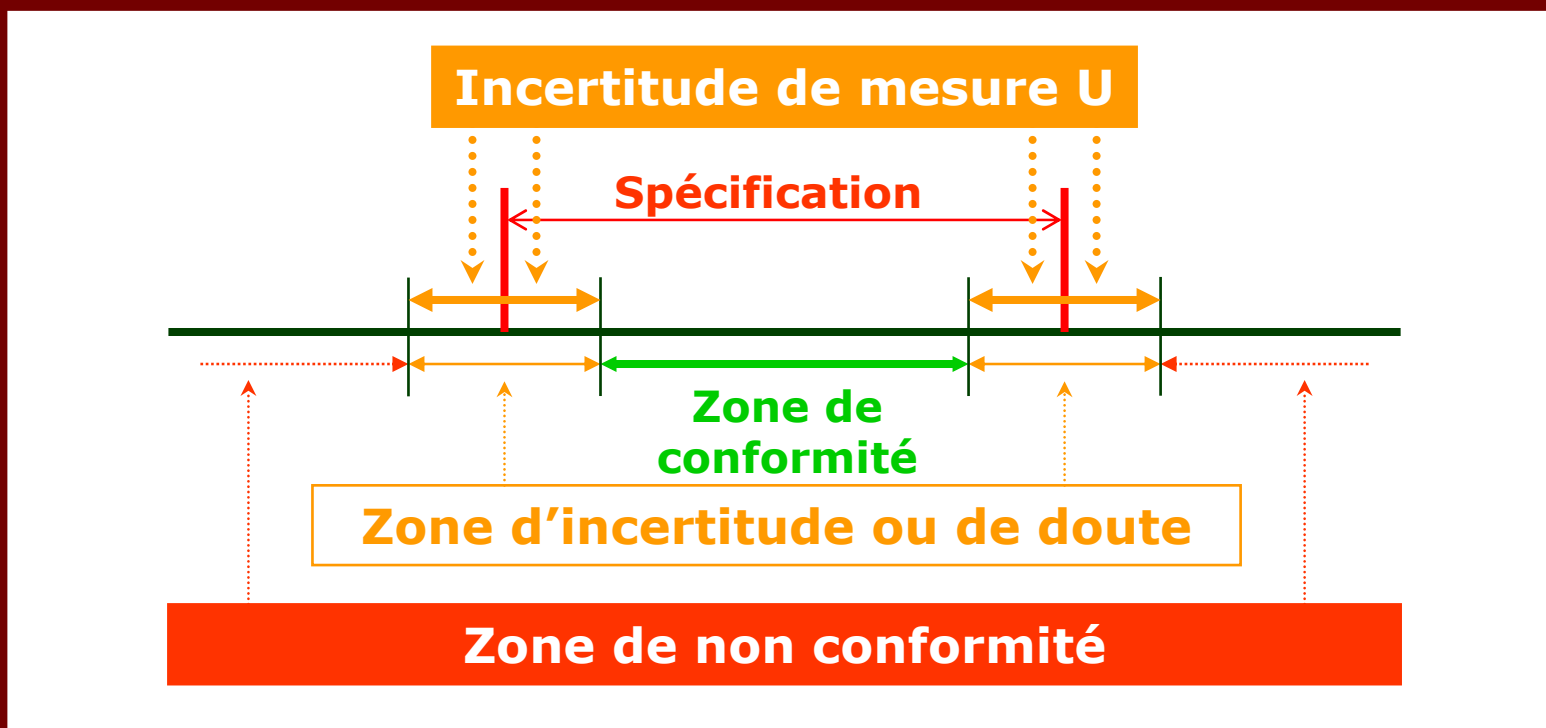 Incertitude de mesure U
Spécification
Zone de
conformité
Zone d’incertitude ou de doute
Zone de non conformité